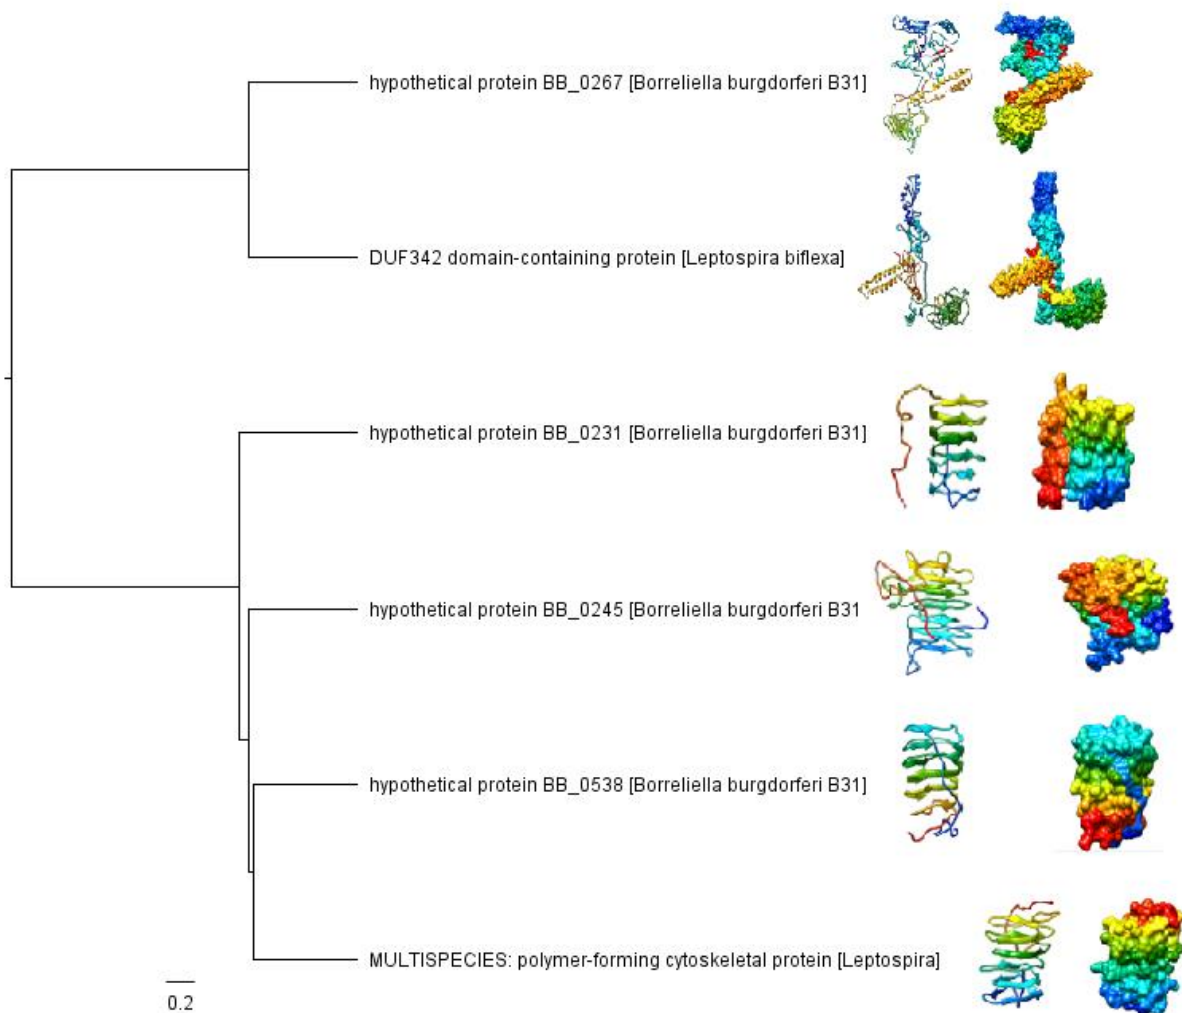 hypothetical protein BB_0267 [Borreliella burgdorferi B31]
DUF342 domain-containing protein [Leptospira biflexa]
hypothetical protein BB_0231 [Borreliella burgdorferi B31]
hypothetical protein BB_0245 [Borreliella burgdorferi B31
hypothetical protein BB_0538 [Borreliella burgdorferi B31]
MULTISPECIES: polymer-forming cytoskeletal protein [Leptospira]
0.2